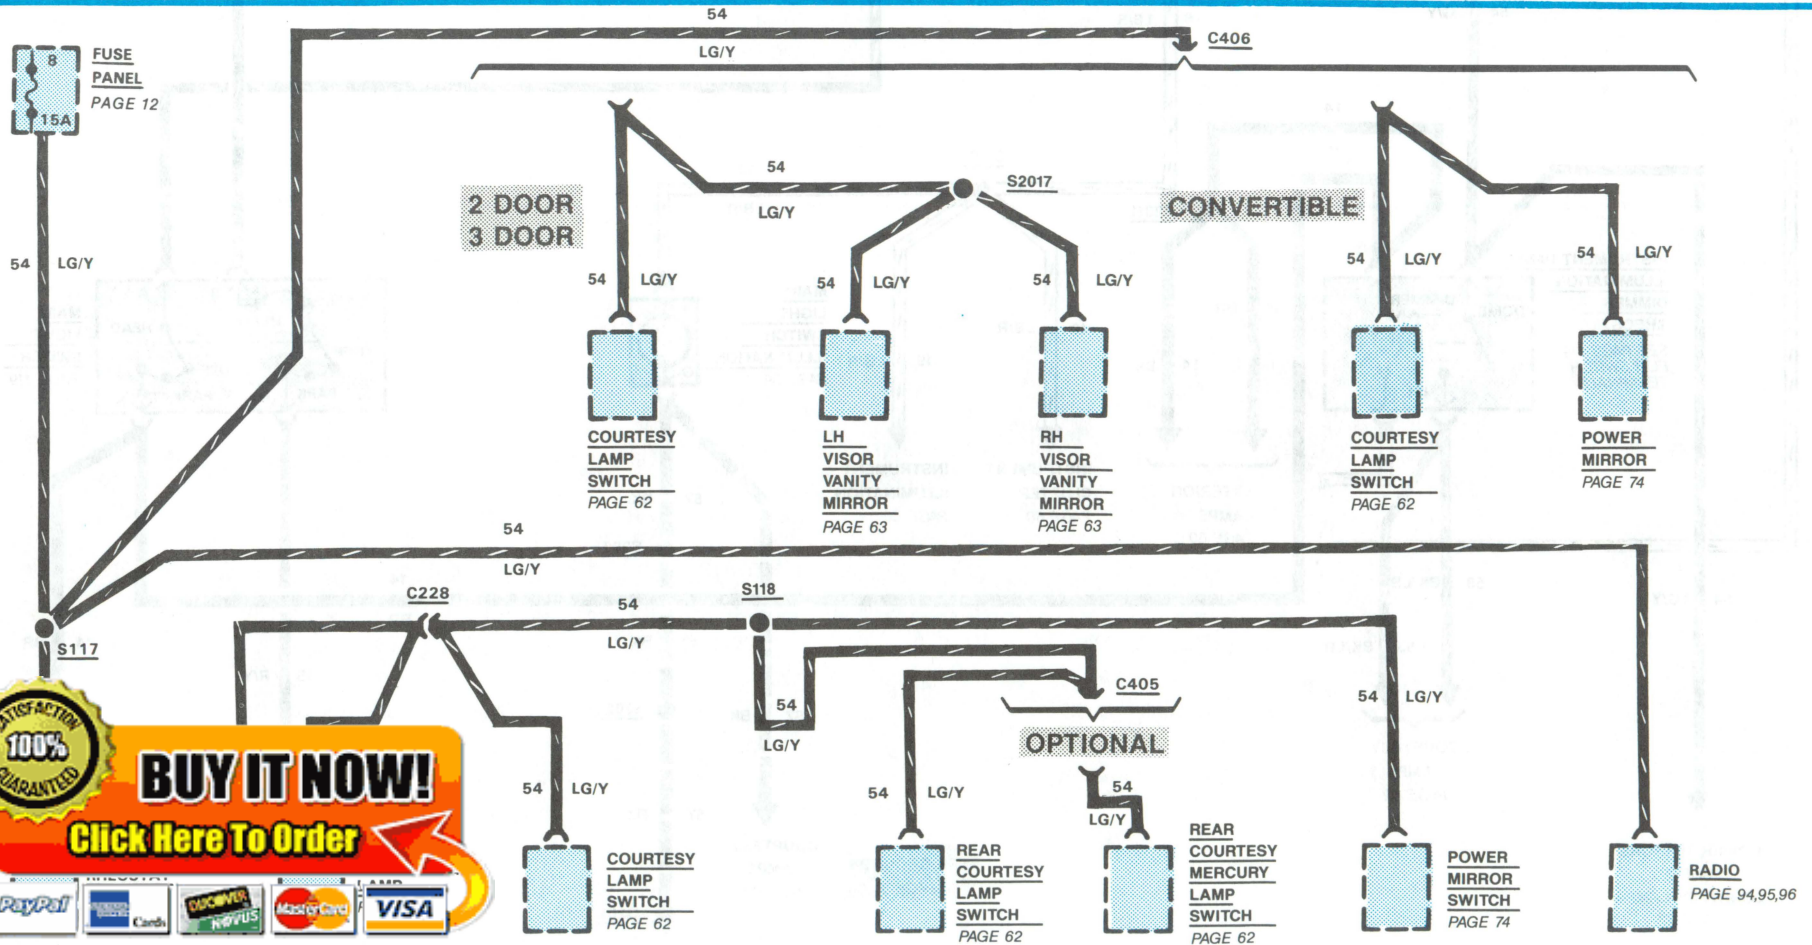 54
LG/Y
C406
8
15A
FUSE
PANEL
PAGE 12
54
LG/Y
2 DOOR
3 DOOR
54
LG/Y
S2017
CONVERTIBLE
54 LG/Y
54 LG/Y
54 LG/Y
54 LG/Y
54 LG/Y
COURTESY
LAMP
SWITCH
PAGE 62
LH
VISOR
VANITY
MIRROR
PAGE 63
RH
VISOR
VANITY
MIRROR
PAGE 63
COURTESY
LAMP
SWITCH
PAGE 62
POWER
MIRROR
PAGE 74
54
LG/Y
S117
C228
54
LG/Y
S118
54
LG/Y
C405
OPTIONAL
54 LG/Y
54
LG/Y
54 LG/Y
54 LG/Y
COURTESY
LAMP
SWITCH
PAGE 62
REAR
COURTESY
LAMP
SWITCH
PAGE 62
REAR
COURTESY
MERCURY
LAMP
SWITCH
PAGE 62
POWER
MIRROR
SWITCH
PAGE 74
RADIO
PAGE 94,95,96
SATISFACTION
100%
GUARANTEED
BUY IT NOW!
Click Here To Order
PayPal
Cards
DISCOVER
NOVUS
MasterCard
VISA